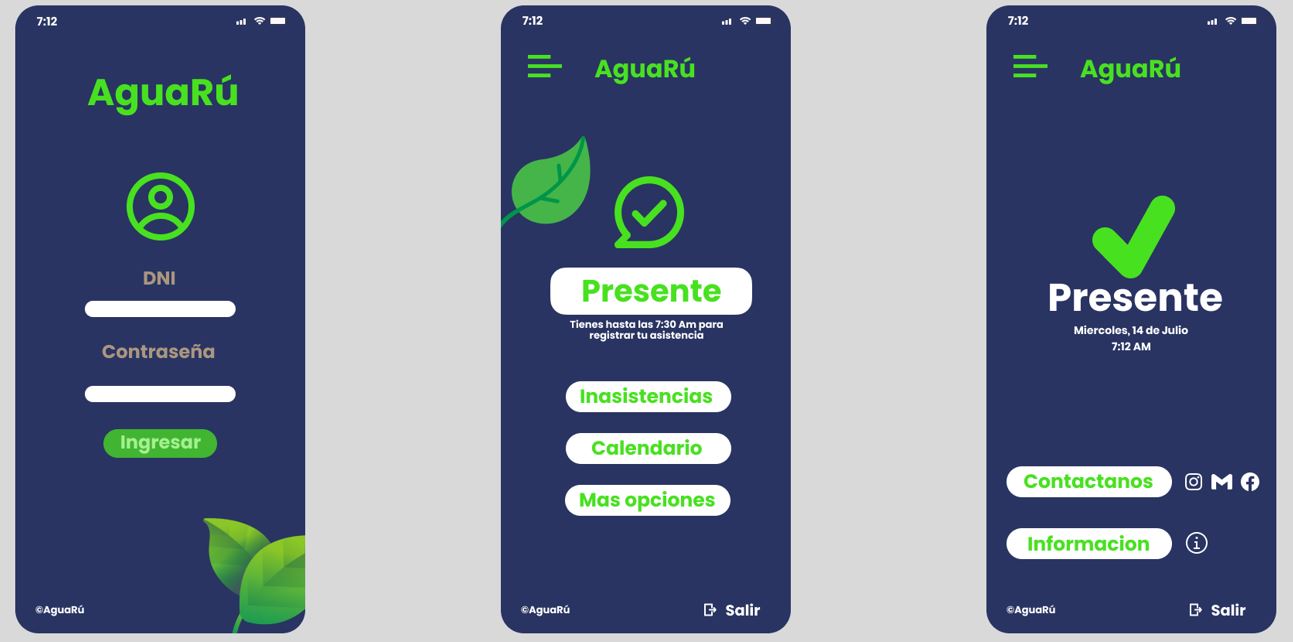 7:12
AguaRú
DNI
Contraseña
Ingresar
©AguaRú
7:12
AguaRú
Presente
Tienes hasta las 7:30 Am para
registrar tu asistencia
Inasistencias
Calendario
Mas opciones
©AguaRú
Salir
7:12
AguaRú
Presente
Miercoles, 14 de Julio
7:12 AM
Contactanos
Informacion
©AguaRú
Salir